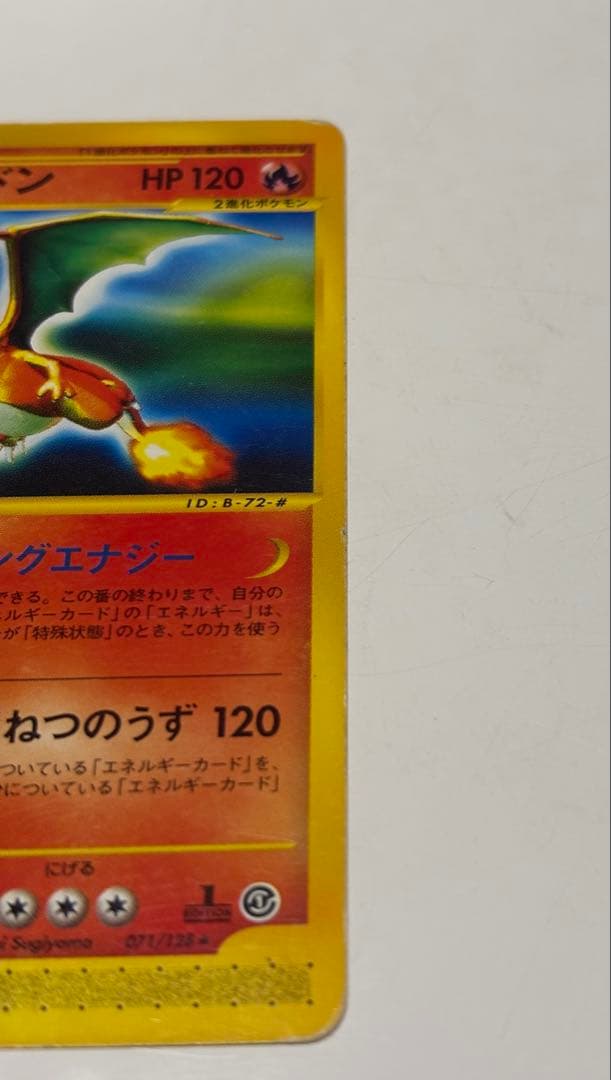 ドン HP 120
2進化ポケモン
ID : B-72-#
ングエナジー
できる。この番の終わりまで、自分の
ネルギーカード」の「エネルギー」は、
が「特殊状態」のとき、この力を使う
ねつのうず 120
ついている「エネルギーカード」を、
についている「エネルギーカード」
にげる
1
EDITION
Sugiyama 071/128 ★